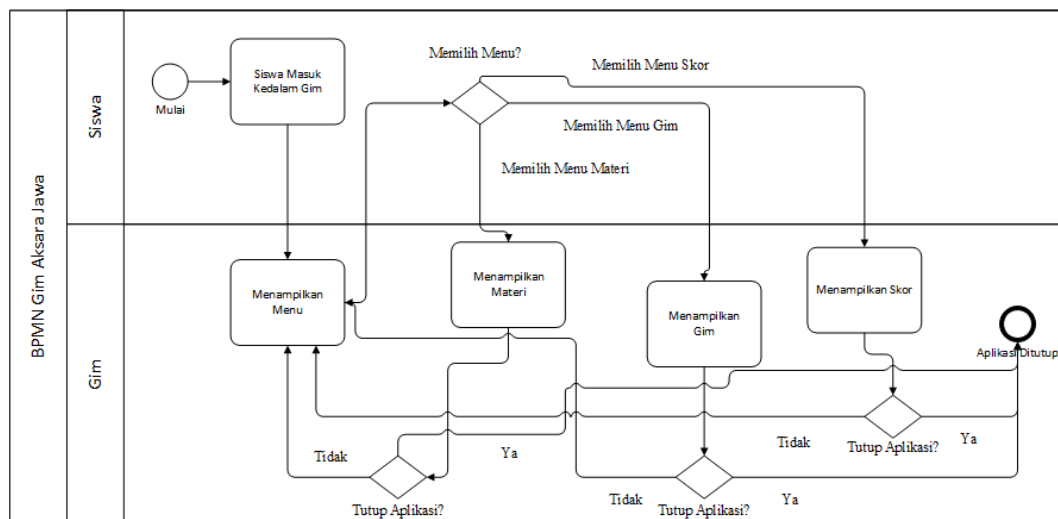 BPMN Gim Aksara Jawa
Siswa
Mulai
Siswa Masuk
Kedalam Gim
Memilih Menu?
Memilih Menu Skor
Memilih Menu Gim
Memilih Menu Materi
Gim
Menampilkan
Menu
Menampilkan
Materi
Menampilkan
Gim
Menampilkan Skor
Aplikasi Ditutup
Tidak
Ya
Tutup Aplikasi?
Tidak
Ya
Tutup Aplikasi?
Tidak
Ya
Tutup Aplikasi?